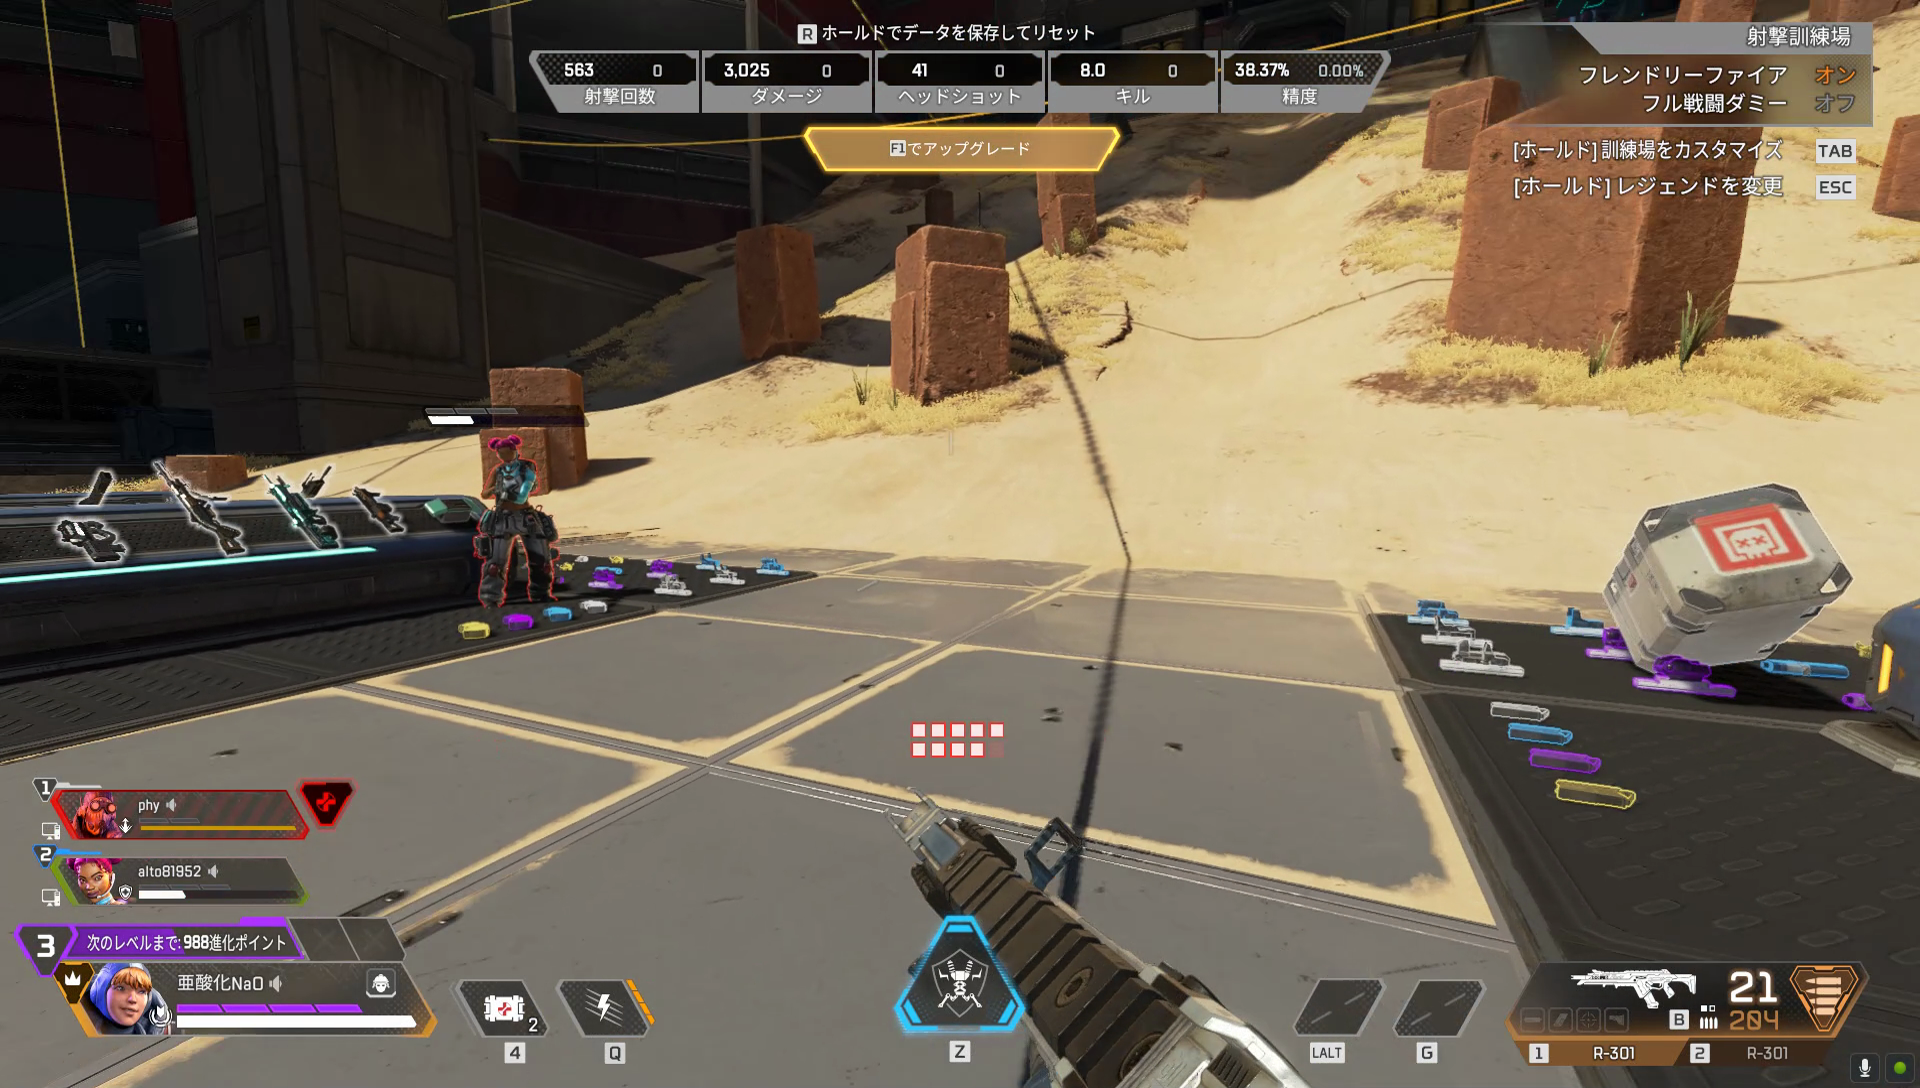 R ホールドでデータを保存してリセット
563 0 3,025 0 41 0 8.0 0 38.37% 0.00%
射撃回数 ダメージ ヘッドショット キル 精度
F1でアップグレード
射撃訓練場
フレンドリーファイア オン
フル戦闘ダミー オフ
[ホールド]訓練場をカスタマイズ TAB
[ホールド]レジェンドを変更 ESC
1
phy
2
alto81952
3 次のレベルまで:988進化ポイント
亜酸化NaO
2
4 Q Z LALT G
21
B 204
1 R-301 2 R-301